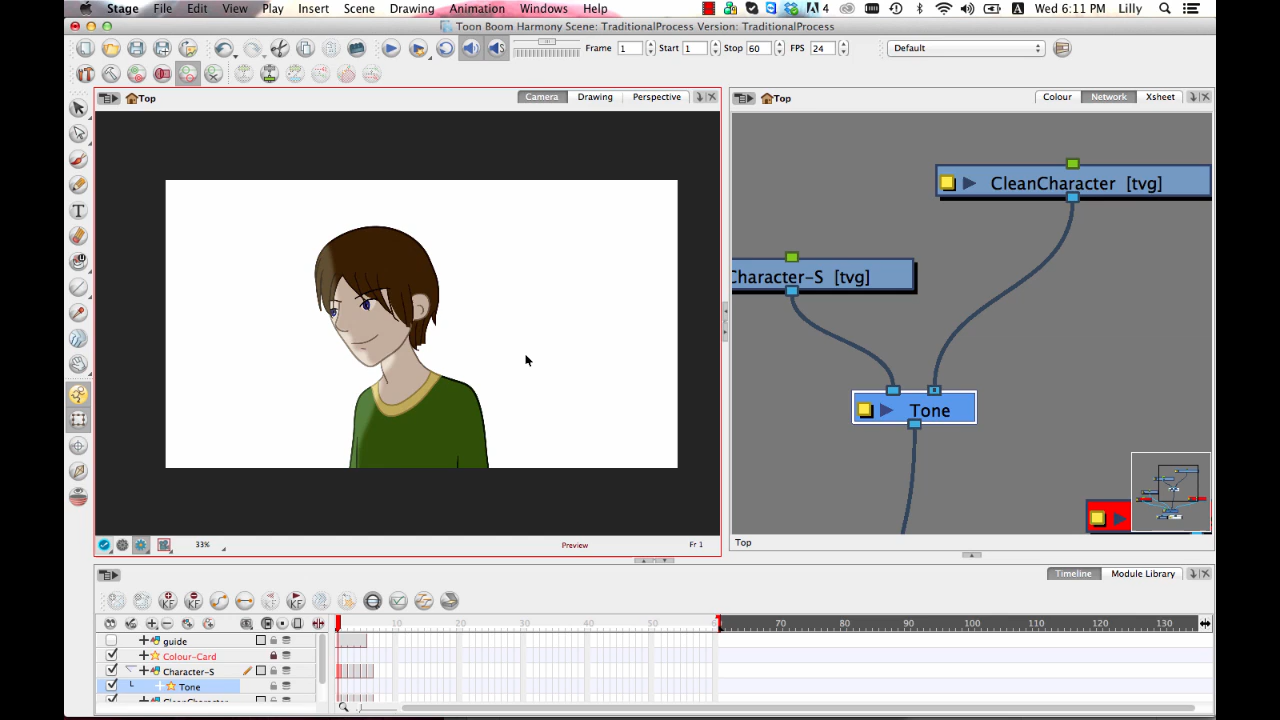 Stage File Edit View Play Insert Scene Drawing Animation Windows Help 4 Wed 6:11 PM Lilly
Toon Boom Harmony Scene: TraditionalProcess Version: TraditionalProcess
Frame 1 Start 1 Stop 60 FPS 24 Default
Top Camera Drawing Perspective
Top Colour Network Xsheet
CleanCharacter [tvg]
Character-S [tvg]
Tone
33% Preview Fr 1
Top
Timeline Module Library
10 20 30 40 50 70 80 90 100 110 120 130
guide
Colour-Card
Character-S
Tone
CleanCharacter